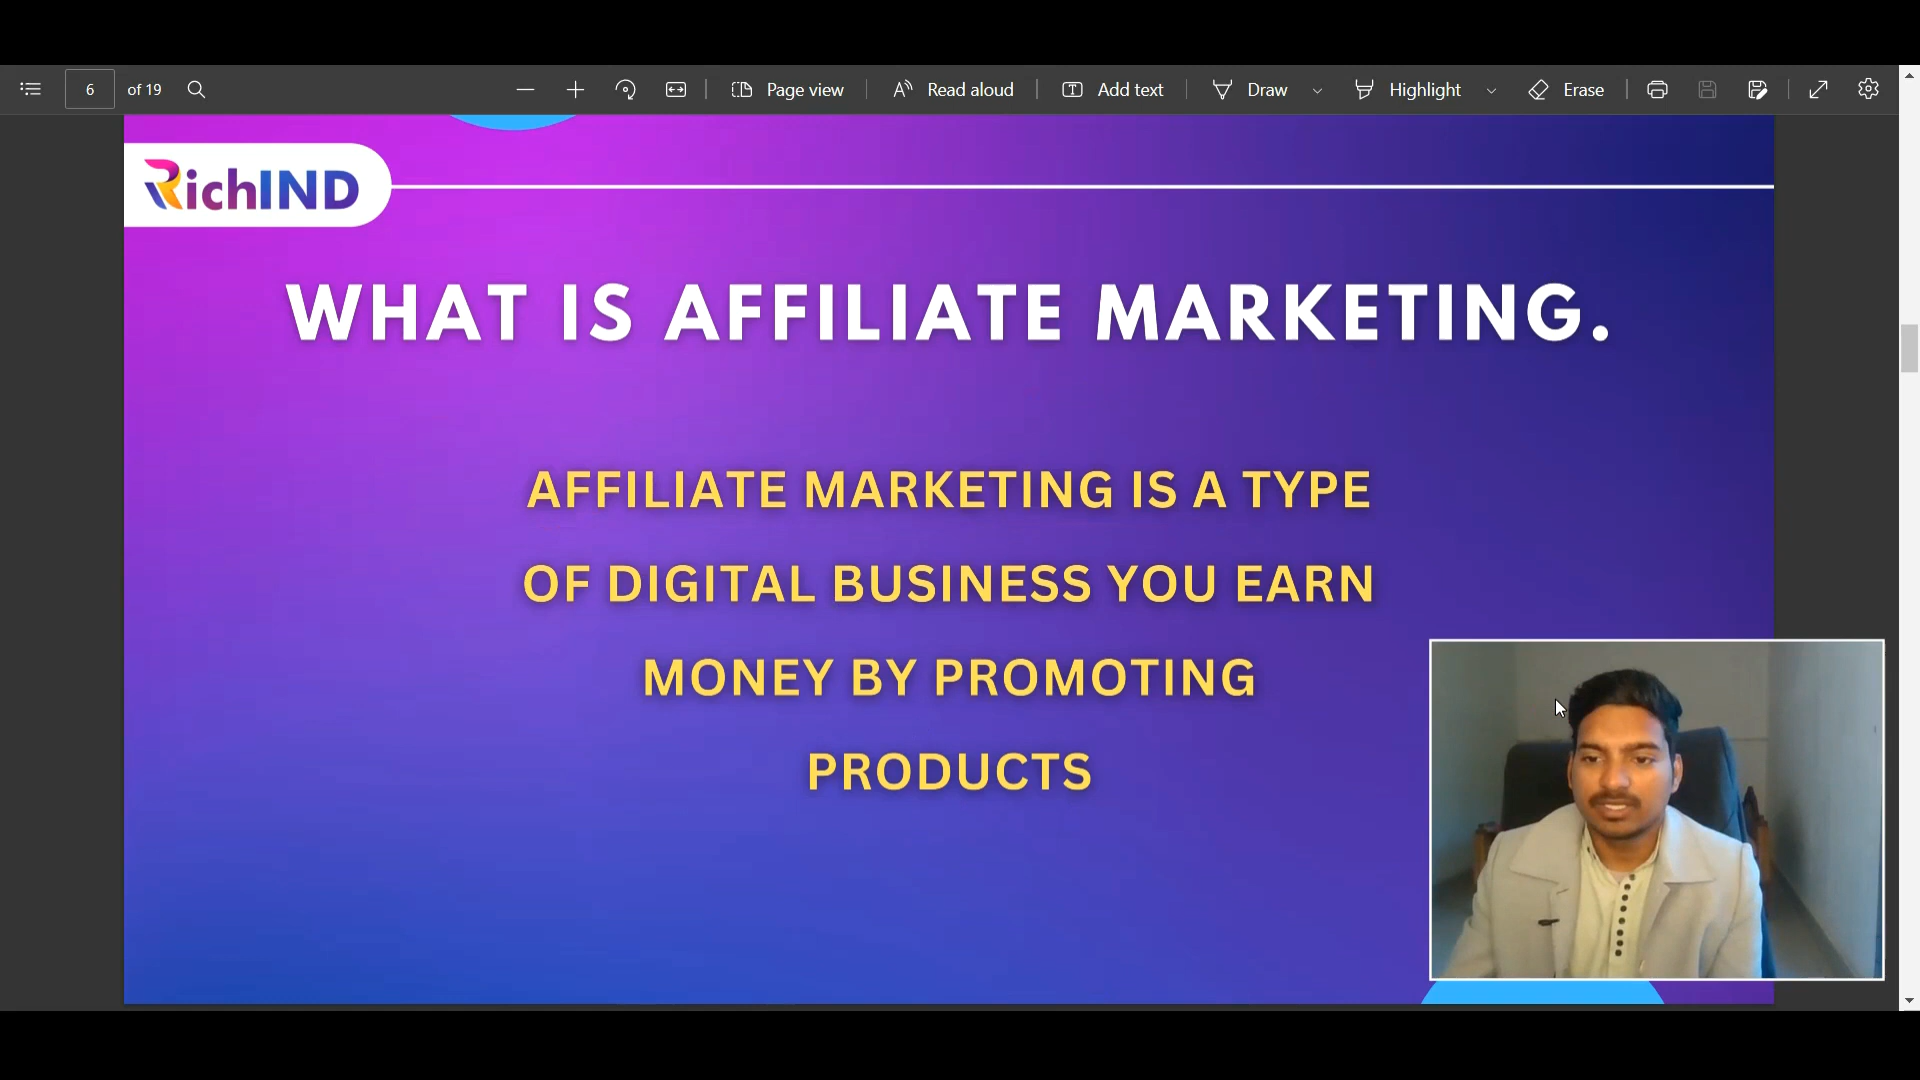 6 of 19 Page view Read aloud Add text Draw Highlight Erase
RichIND
WHAT IS AFFILIATE MARKETING.
AFFILIATE MARKETING IS A TYPE
OF DIGITAL BUSINESS YOU EARN
MONEY BY PROMOTING
PRODUCTS